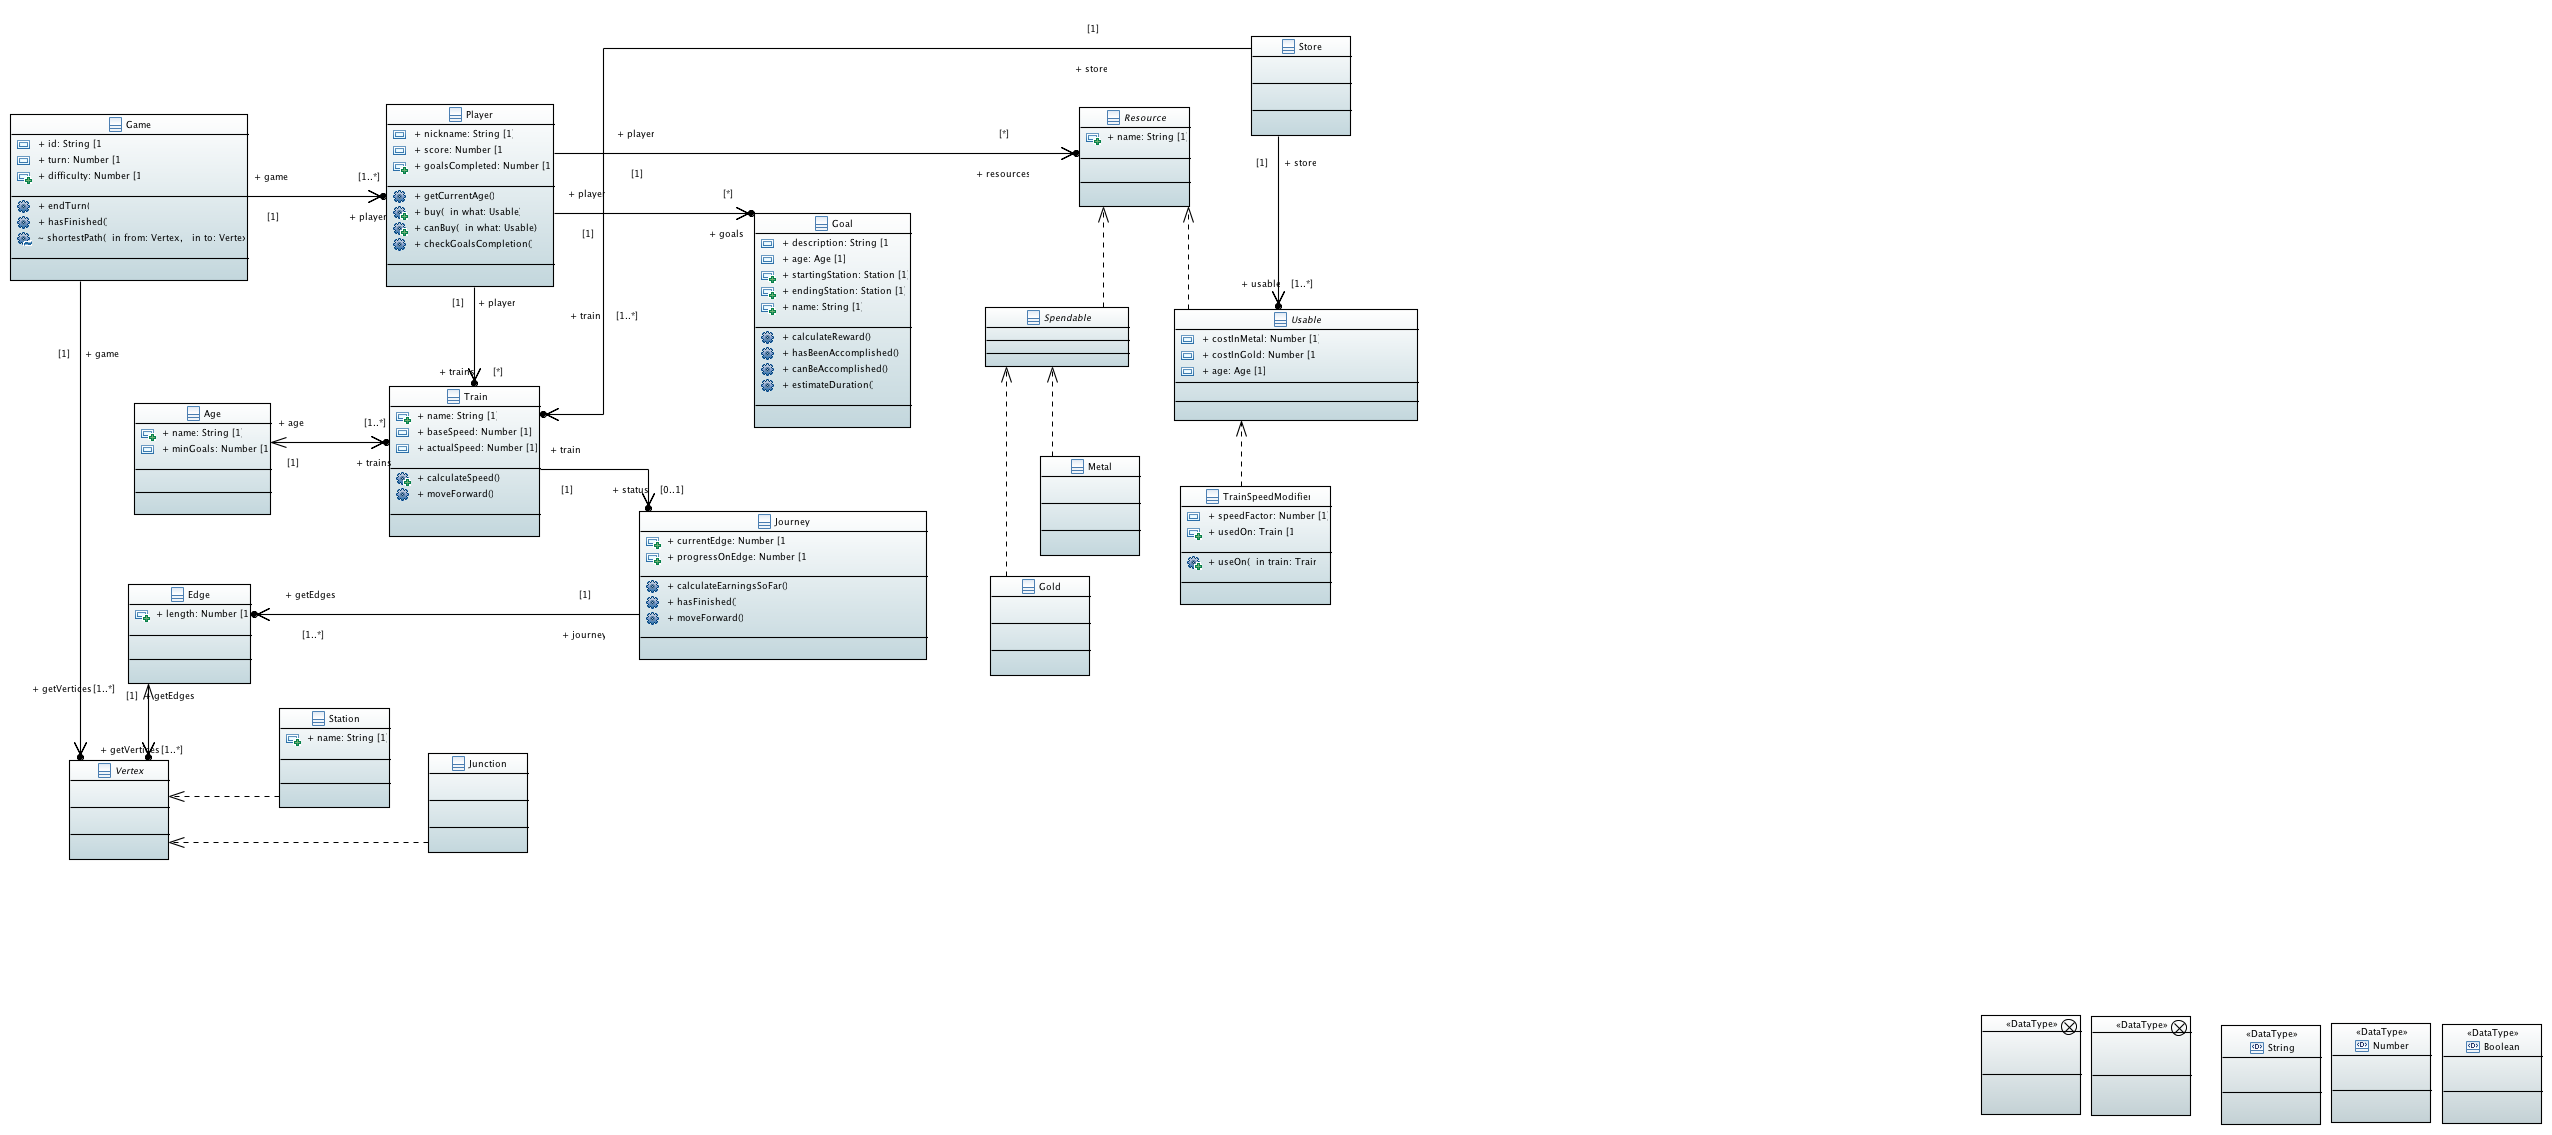 [1]
+ store
Store
Game
+ id: String [1
+ turn: Number [1
+ difficulty: Number [1
+ endTurn(
+ hasFinished(
~ shortestPath(  in from: Vertex,   in to: Vertex
+ game
[1]
[1..*]
+ player
Player
+ nickname: String [1]
+ score: Number [1
+ goalsCompleted: Number [1
+ getCurrentAge()
+ buy(  in what: Usable)
+ canBuy(  in what: Usable)
+ checkGoalsCompletion(
+ player
[1]
[*]
+ resources
Resource
+ name: String [1
+ player
[1]
[*]
+ goals
[1]
+ store
+ usable
[1..*]
Goal
+ description: String [1
+ age: Age [1]
+ startingStation: Station [1]
+ endingStation: Station [1]
+ name: String [1]
+ calculateReward()
+ hasBeenAccomplished()
+ canBeAccomplished()
+ estimateDuration(
[1]
+ player
+ trains
[*]
+ train
[1..*]
[1]
+ game
Spendable
Usable
+ costInMetal: Number [1]
+ costInGold: Number [1
+ age: Age [1]
Age
+ name: String [1]
+ minGoals: Number [1
+ age
[1]
[1..*]
+ trains
Train
+ name: String [1]
+ baseSpeed: Number [1]
+ actualSpeed: Number [1]
+ calculateSpeed()
+ moveForward()
+ train
[1]
+ status
[0..1]
Metal
TrainSpeedModifier
+ speedFactor: Number [1]
+ usedOn: Train [1
+ useOn(  in train: Train
Journey
+ currentEdge: Number [1
+ progressOnEdge: Number [1
+ calculateEarningsSoFar()
+ hasFinished(
+ moveForward()
Gold
Edge
+ length: Number [1]
+ getEdges
[1..*]
[1]
+ journey
+ getVertices
[1..*]
[1]
+ getEdges
+ getVertices
[1..*]
Station
+ name: String [1]
Junction
Vertex
«DataType»
«DataType»
«DataType»
String
«DataType»
Number
«DataType»
Boolean